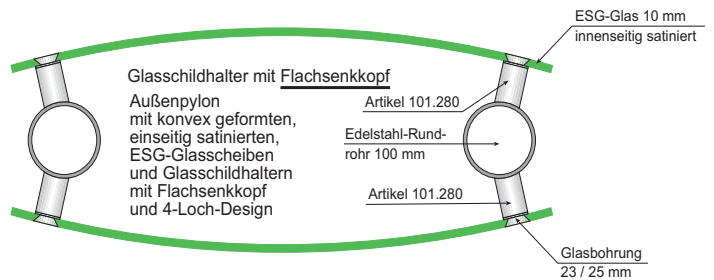 ESG-Glas 10 mm
innenseitig satiniert
Glasschildhalter mit Flachsenkkopf
Außenpylon
mit konvex geformten,
einseitig satinierten,
ESG-Glasscheiben
und Glasschildhaltern
mit Flachsenkkopf
und 4-Loch-Design
Artikel 101.280
Edelstahl-Rund-
rohr 100 mm
Artikel 101.280
Glasbohrung
23 / 25 mm